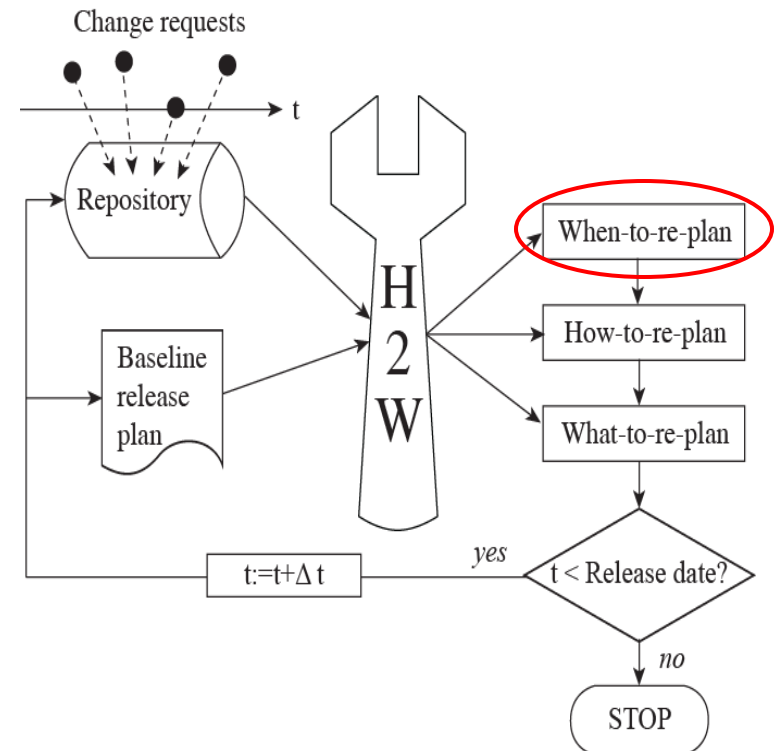 Change requests
t
Repository
When-to-re-plan
H
2
W
How-to-re-plan
Baseline
release
plan
What-to-re-plan
yes
t:=t+Δ t
t < Release date?
no
STOP